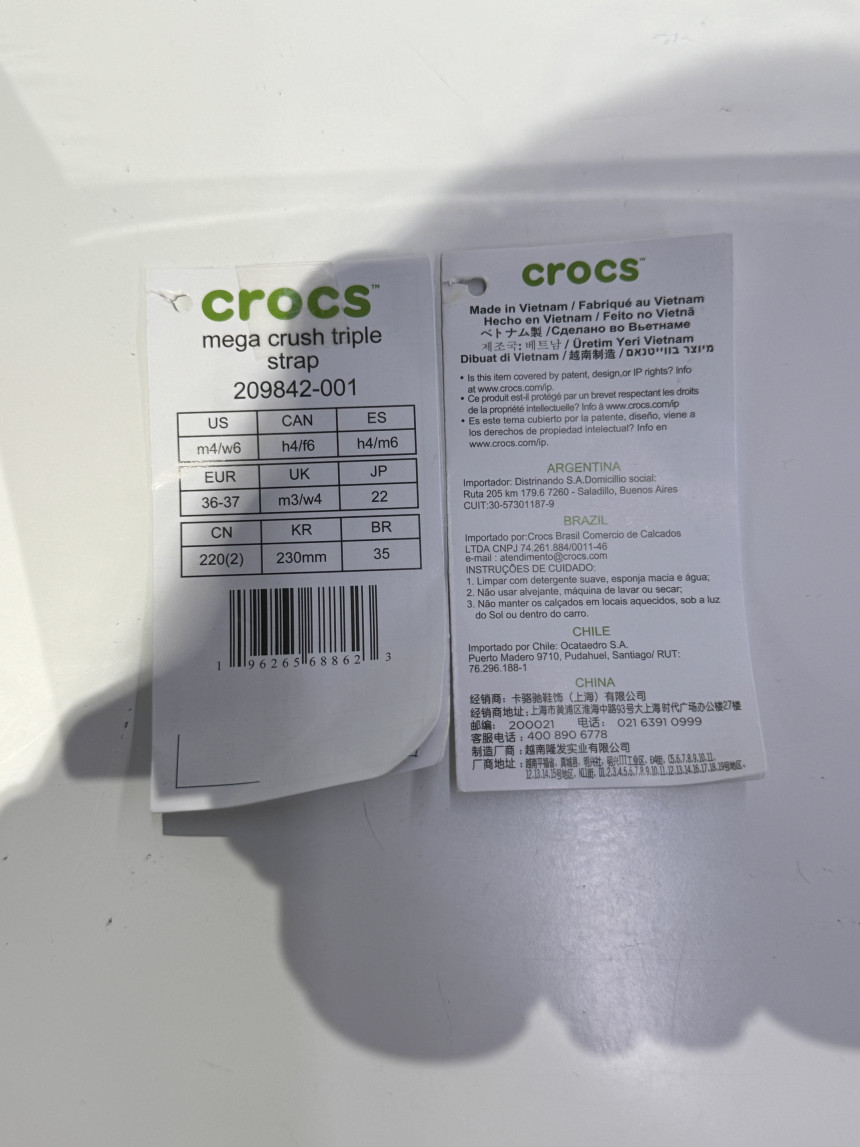 crocs™
mega crush triple
strap
209842-001
US CAN ES
m4/w6 h4/f6 h4/m6
EUR UK JP
36-37 m3/w4 22
CN KR BR
220(2) 230mm 35
1 96265 68862 3
crocs™
Made in Vietnam / Fabriqué au Vietnam
Hecho en Vietnam / Feito no Vietnã
ベトナム製 /Сделано во Вьетнаме
제조국: 베트남 / Üretim Yeri Vietnam
Dibuat di Vietnam / 越南制造 / מיוצר בווייטנאם
• Is this item covered by patent, design,or IP rights? Info
at www.crocs.com/ip.
• Ce produit est-il protégé par un brevet respectant les droits
de la propriété intellectuelle? Info à www.crocs.com/ip
• Es este tema cubierto por la patente, diseño, viene a
los derechos de propiedad intelectual? Info en
www.crocs.com/ip.
ARGENTINA
Importador: Distrinando S.A.Domicillio social:
Ruta 205 km 179.6 7260 - Saladillo, Buenos Aires
CUIT:30-57301187-9
BRAZIL
Importado por:Crocs Brasil Comercio de Calcados
LTDA CNPJ 74.261.884/0011-46
e-mail : atendimento@crocs.com
INSTRUÇÕES DE CUIDADO:
1. Limpar com detergente suave, esponja macia e água;
2. Não usar alvejante, máquina de lavar ou secar;
3. Não manter os calçados em locais aquecidos, sob a luz
do Sol ou dentro do carro.
CHILE
Importado por Chile: Ocataedro S.A.
Puerto Madero 9710, Pudahuel, Santiago/ RUT:
76.296.188-1
CHINA
经销商：卡骆驰鞋饰（上海）有限公司
经销商地址：上海市黄浦区淮海中路93号大上海时代广场办公楼27楼
邮编： 200021 电话： 021 6391 0999
客服电话：400 890 6778
制造厂商：越南隆发实业有限公司
厂商地址：